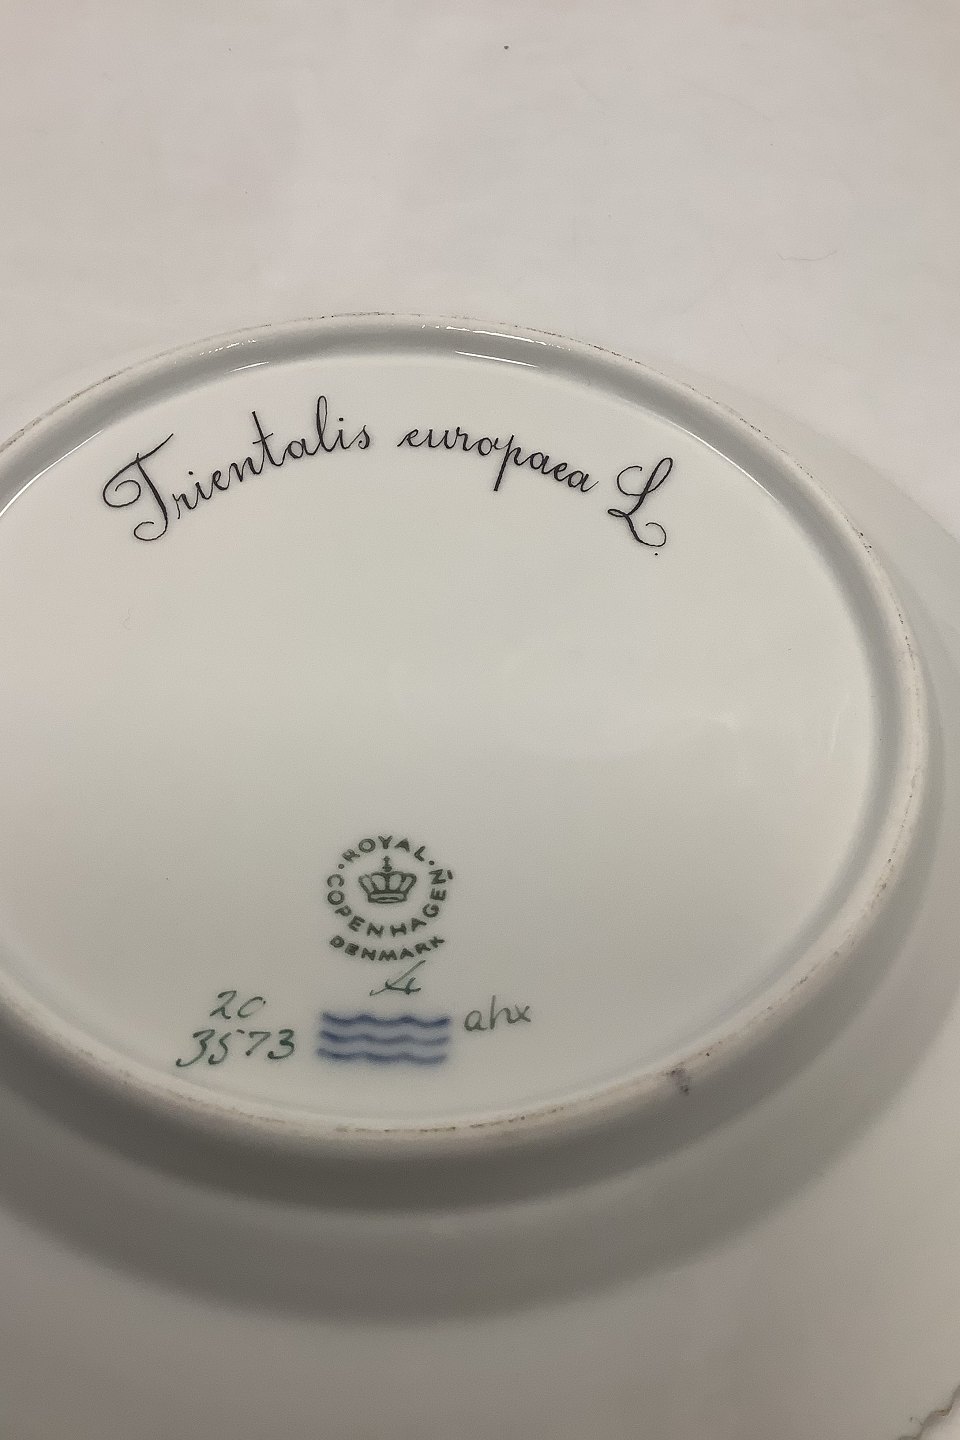 Trientalis europaea L.
ROYAL
COPENHAGEN
DENMARK
20
3573
ahx